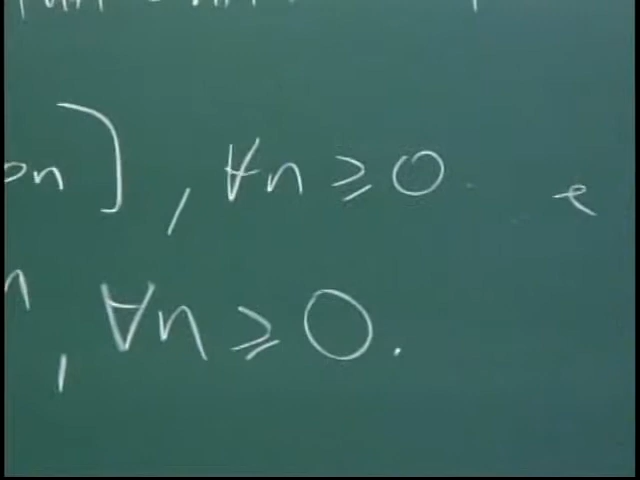 on ] , ∀n ≥ 0. e
n , ∀n ≥ 0.